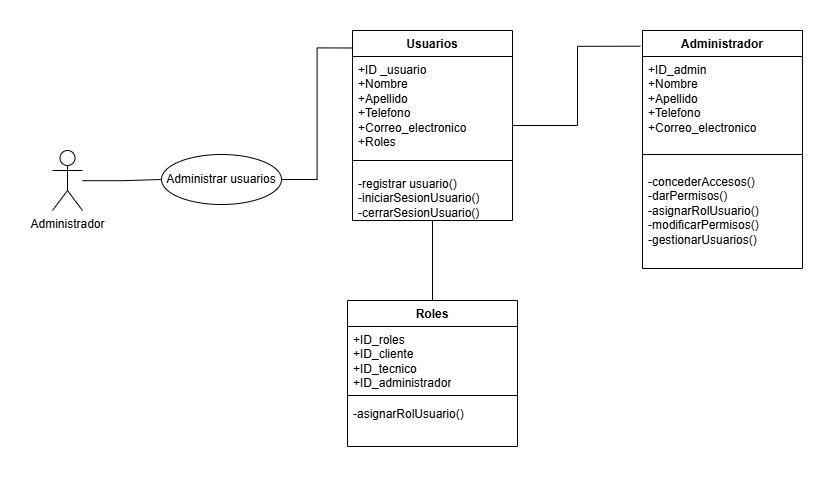 Usuarios
+ID _usuario
+Nombre
+Apellido
+Telefono
+Correo_electronico
+Roles
-registrar usuario()
-iniciarSesionUsuario()
-cerrarSesionUsuario()
Administrador
+ID_admin
+Nombre
+Apellido
+Telefono
+Correo_electronico
-concederAccesos()
-darPermisos()
-asignarRolUsuario()
-modificarPermisos()
-gestionarUsuarios()
Administrar usuarios
Administrador
Roles
+ID_roles
+ID_cliente
+ID_tecnico
+ID_administrador
-asignarRolUsuario()